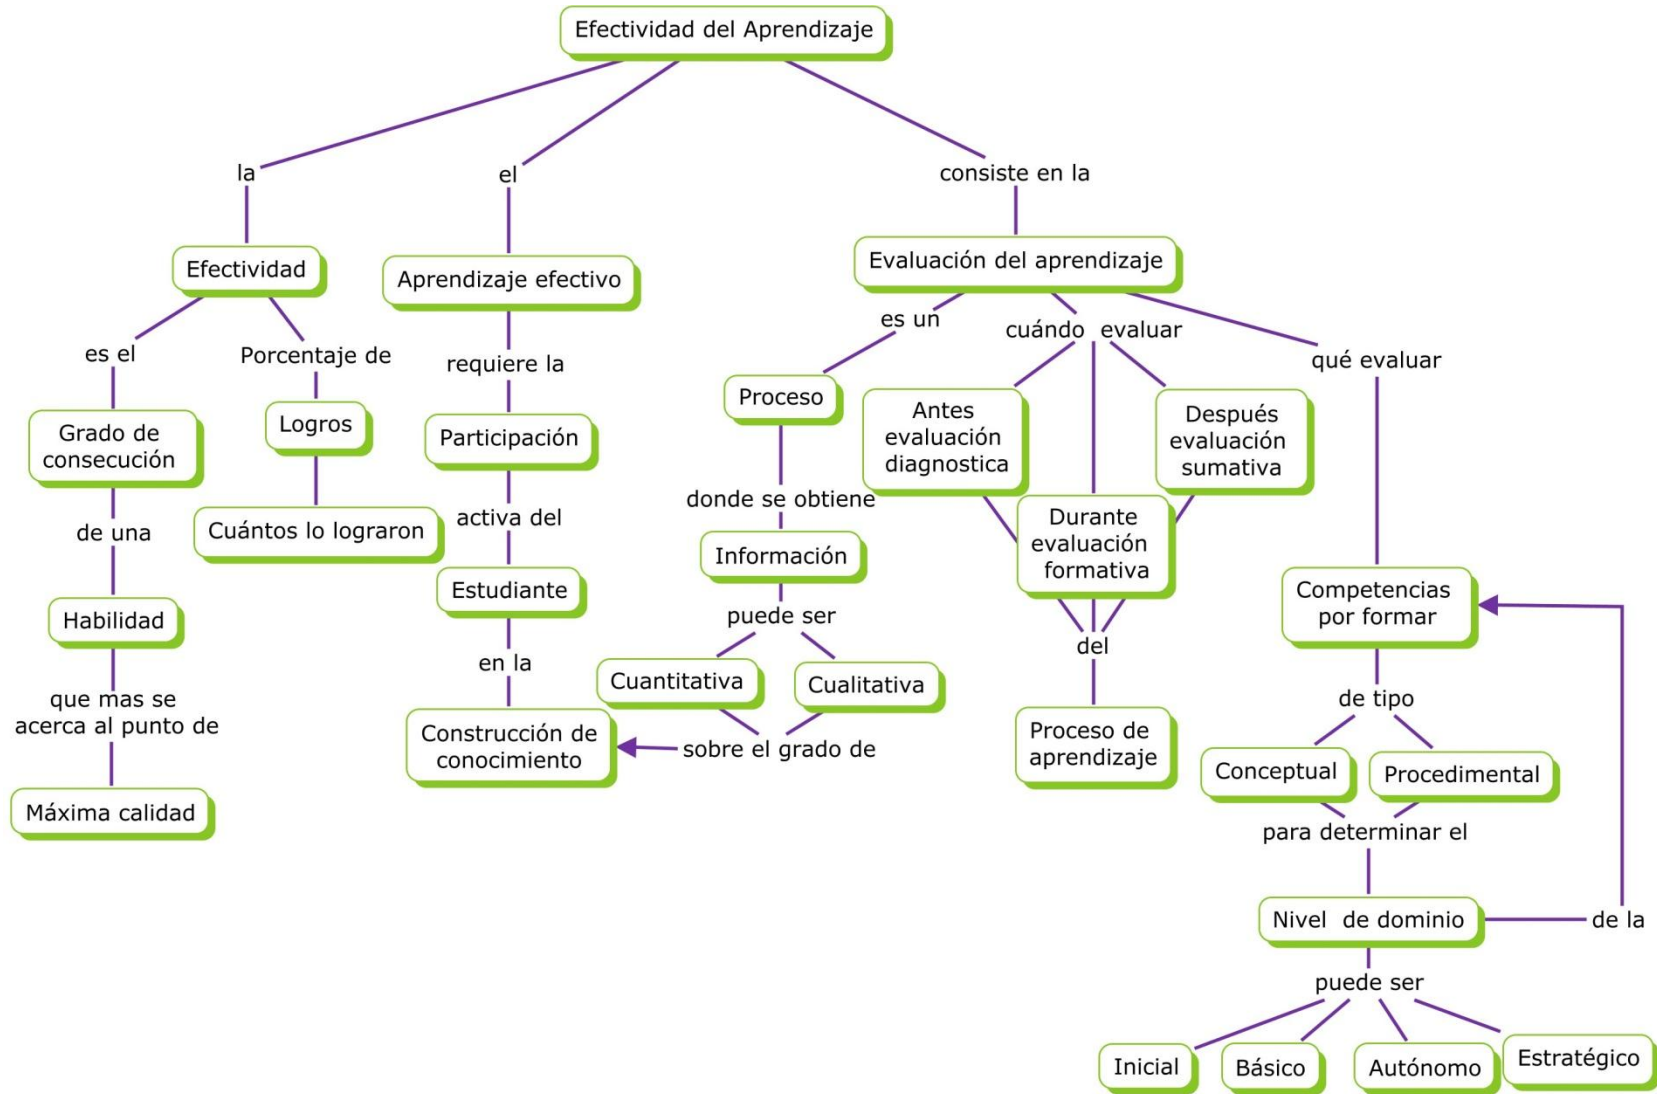 Efectividad del Aprendizaje
la
el
consiste en la
Efectividad
Aprendizaje efectivo
Evaluación del aprendizaje
es el
Porcentaje de
requiere la
es un
cuándo evaluar
qué evaluar
Grado de
consecución
Logros
Participación
Proceso
Antes
evaluación
diagnostica
Después
evaluación
sumativa
de una
Cuántos lo lograron
activa del
donde se obtiene
Durante
evaluación
formativa
Habilidad
Estudiante
Información
Competencias
por formar
que mas se
acerca al punto de
en la
puede ser
del
de tipo
Cuantitativa
Cualitativa
Máxima calidad
Construcción de
conocimiento
sobre el grado de
Proceso de
aprendizaje
Conceptual
Procedimental
para determinar el
Nivel de dominio
de la
puede ser
Inicial
Básico
Autónomo
Estratégico